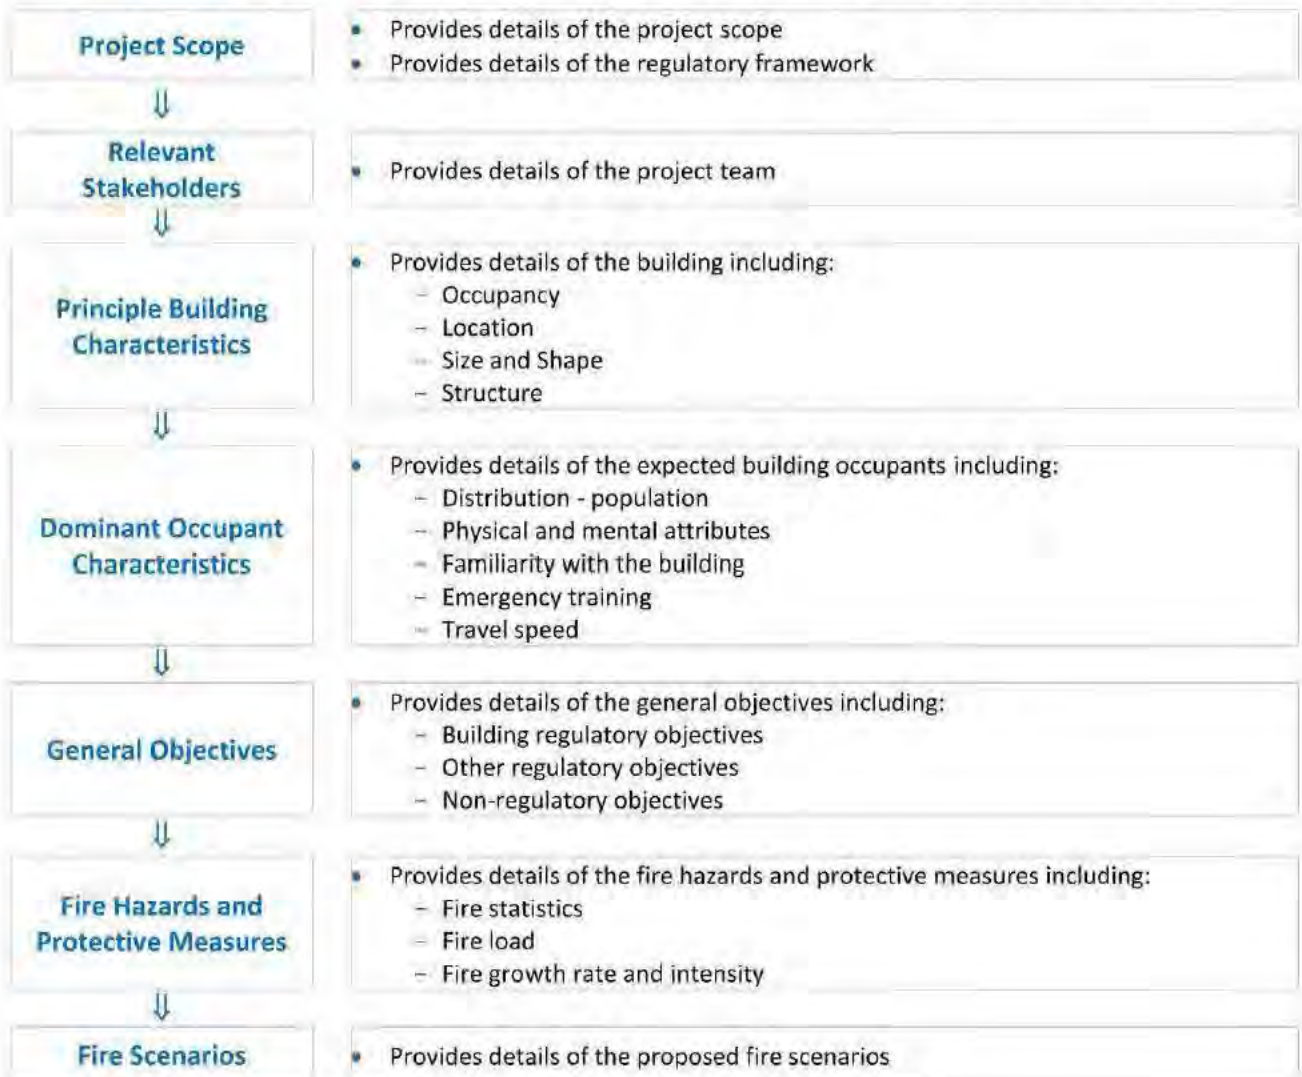 Project Scope
• Provides details of the project scope
• Provides details of the regulatory framework
⇓
Relevant
Stakeholders
• Provides details of the project team
⇓
Principle Building
Characteristics
• Provides details of the building including:
– Occupancy
– Location
– Size and Shape
– Structure
⇓
Dominant Occupant
Characteristics
• Provides details of the expected building occupants including:
– Distribution - population
– Physical and mental attributes
– Familiarity with the building
– Emergency training
– Travel speed
⇓
General Objectives
• Provides details of the general objectives including:
– Building regulatory objectives
– Other regulatory objectives
– Non-regulatory objectives
⇓
Fire Hazards and
Protective Measures
• Provides details of the fire hazards and protective measures including:
– Fire statistics
– Fire load
– Fire growth rate and intensity
⇓
Fire Scenarios
• Provides details of the proposed fire scenarios